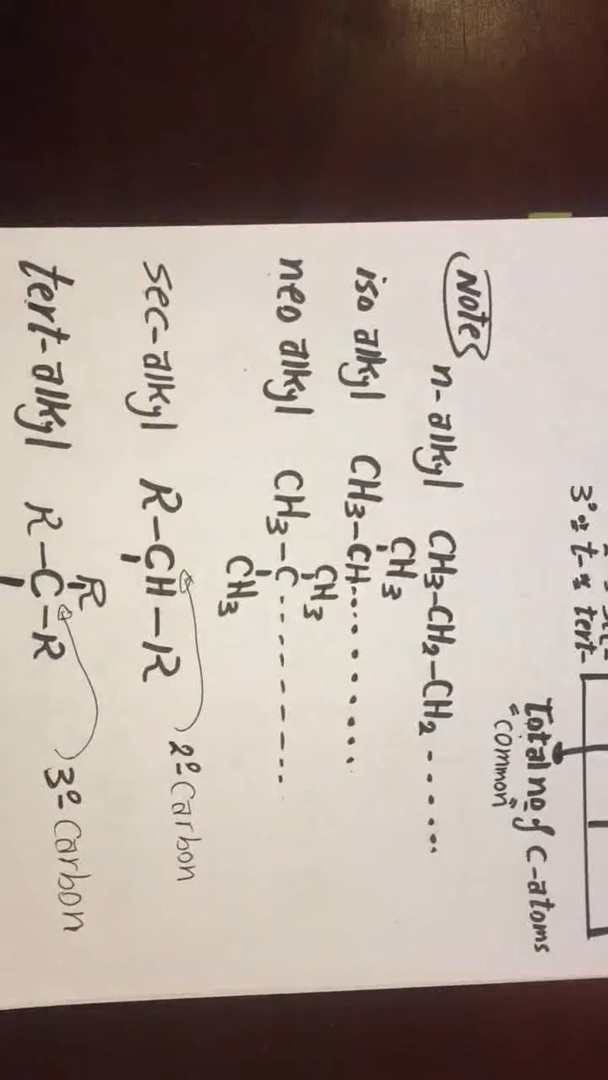 3°= t- = tert-
Total no. of C-atoms
"common"
Notes
n-alkyl CH3-CH2-CH2 ......
CH3
iso alkyl CH3-CH..........
CH3
neo alkyl CH3-C---------
CH3
sec-alkyl R-CH-R 2° Carbon
R
tert-alkyl R-C-R 3° Carbon